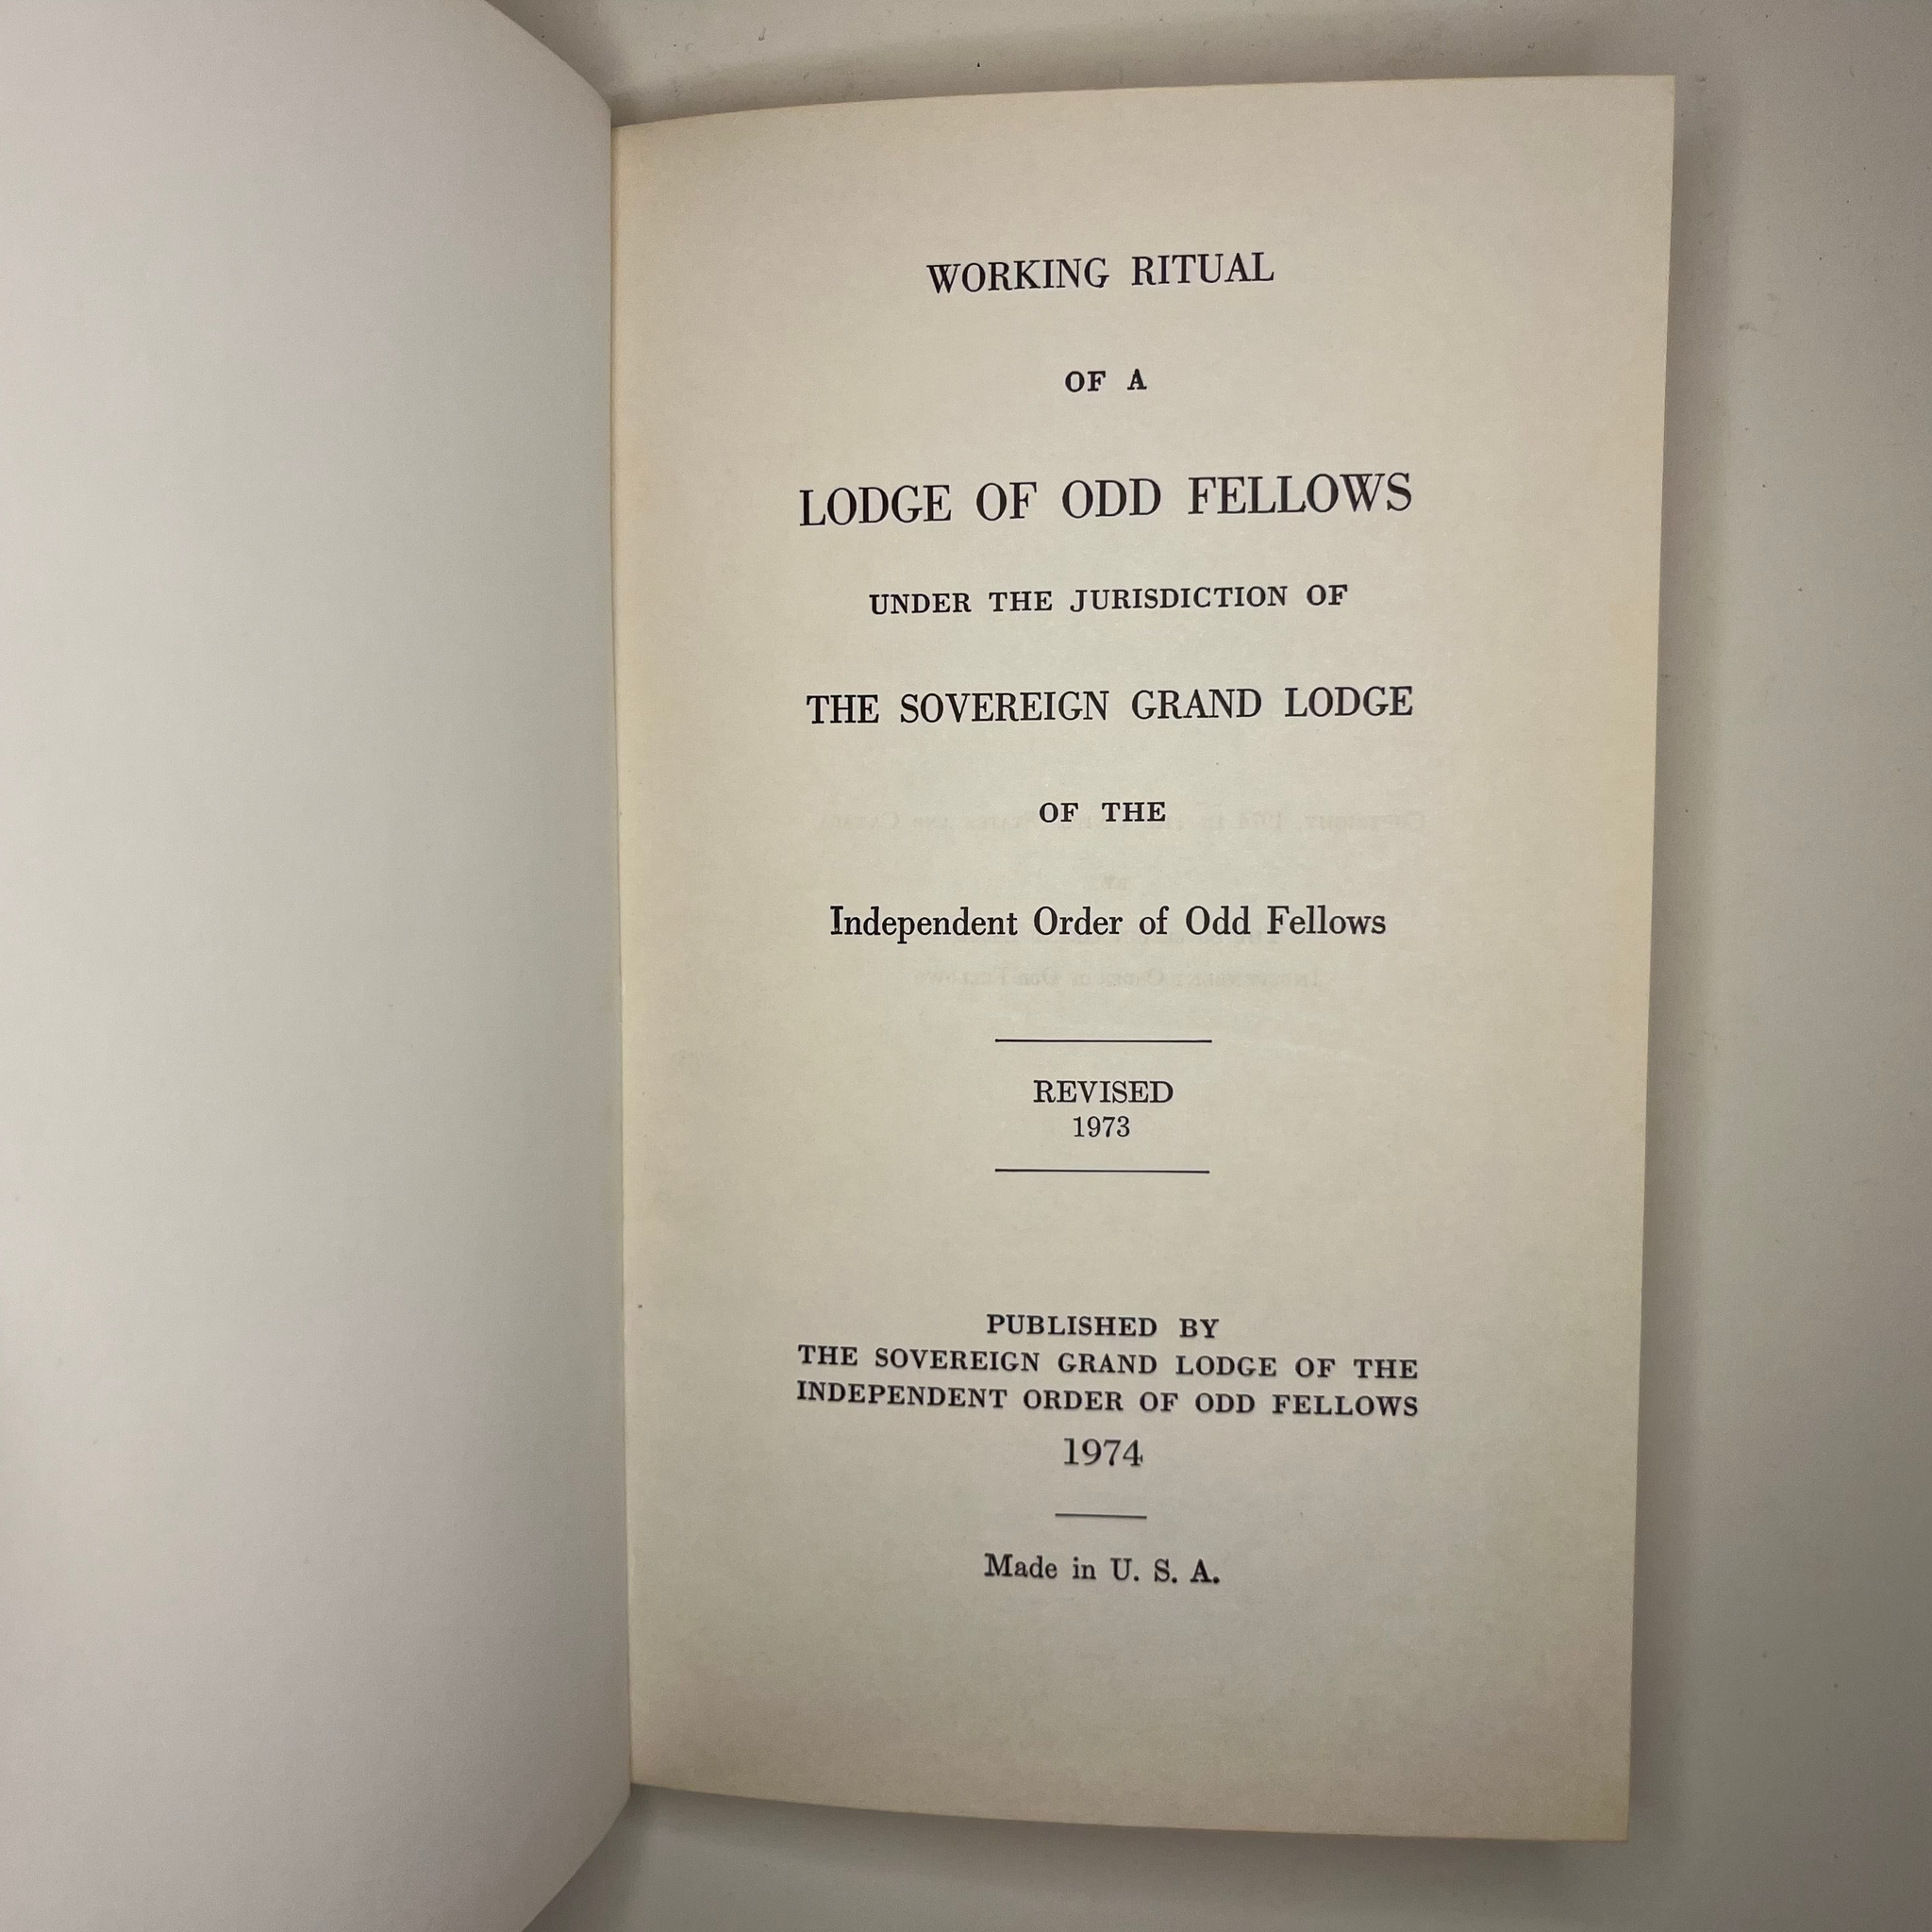 WORKING RITUAL
OF A
LODGE OF ODD FELLOWS
UNDER THE JURISDICTION OF
THE SOVEREIGN GRAND LODGE
OF THE
Independent Order of Odd Fellows
REVISED
1973
PUBLISHED BY
THE SOVEREIGN GRAND LODGE OF THE
INDEPENDENT ORDER OF ODD FELLOWS
1974
Made in U. S. A.